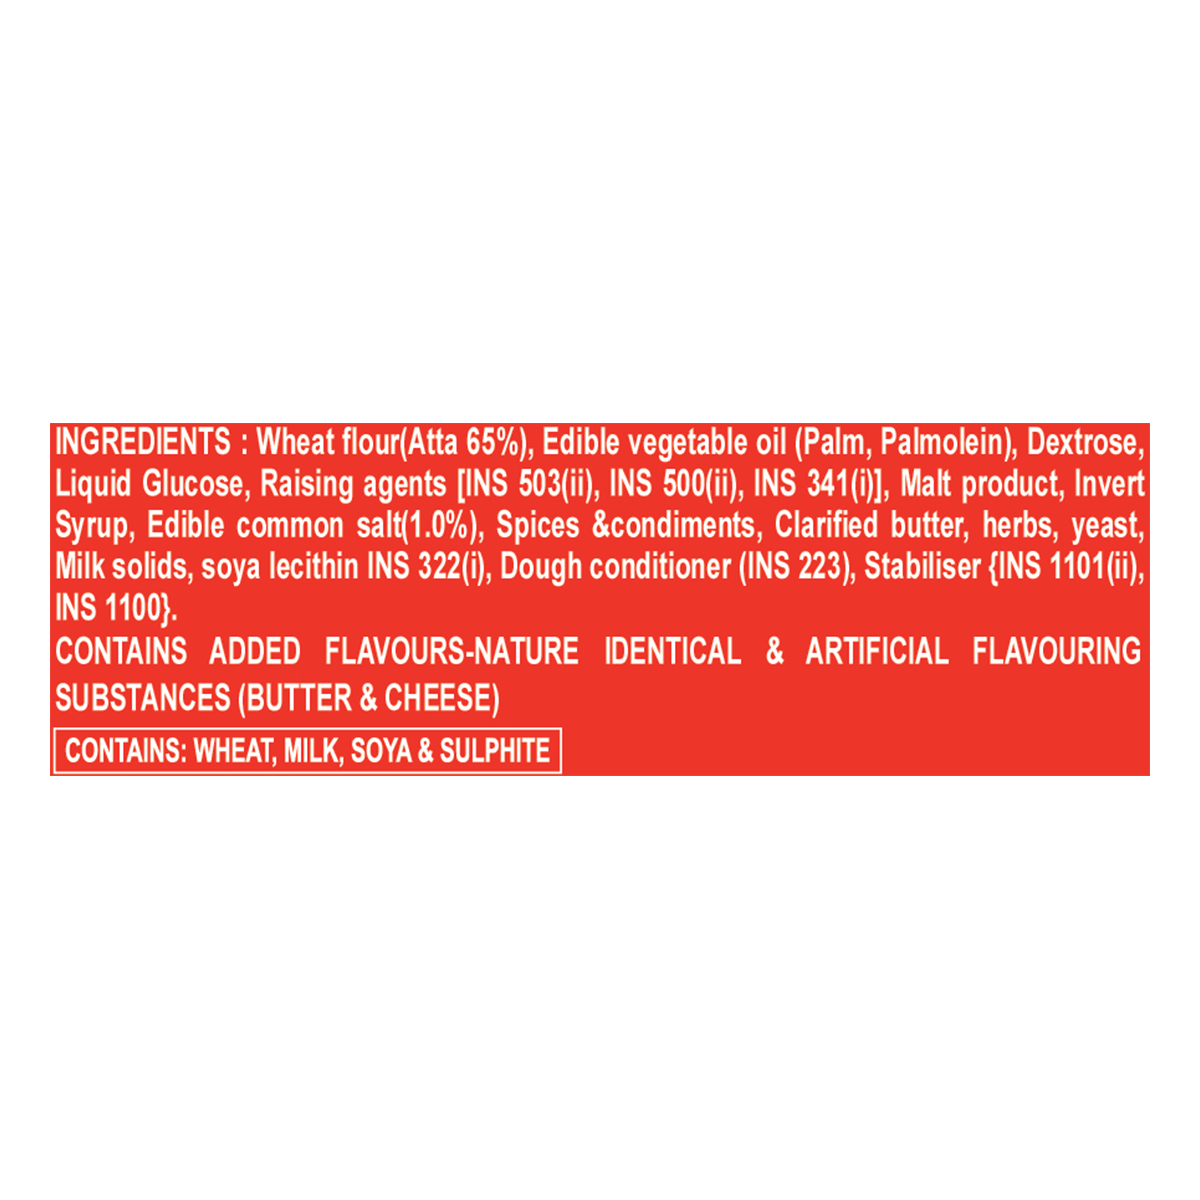 INGREDIENTS : Wheat flour(Atta 65%), Edible vegetable oil (Palm, Palmolein), Dextrose,
Liquid Glucose, Raising agents [INS 503(ii), INS 500(ii), INS 341(i)], Malt product, Invert
Syrup, Edible common salt(1.0%), Spices &condiments, Clarified butter, herbs, yeast,
Milk solids, soya lecithin INS 322(i), Dough conditioner (INS 223), Stabiliser {INS 1101(ii),
INS 1100}.
CONTAINS ADDED FLAVOURS-NATURE IDENTICAL & ARTIFICIAL FLAVOURING
SUBSTANCES (BUTTER & CHEESE)
CONTAINS: WHEAT, MILK, SOYA & SULPHITE